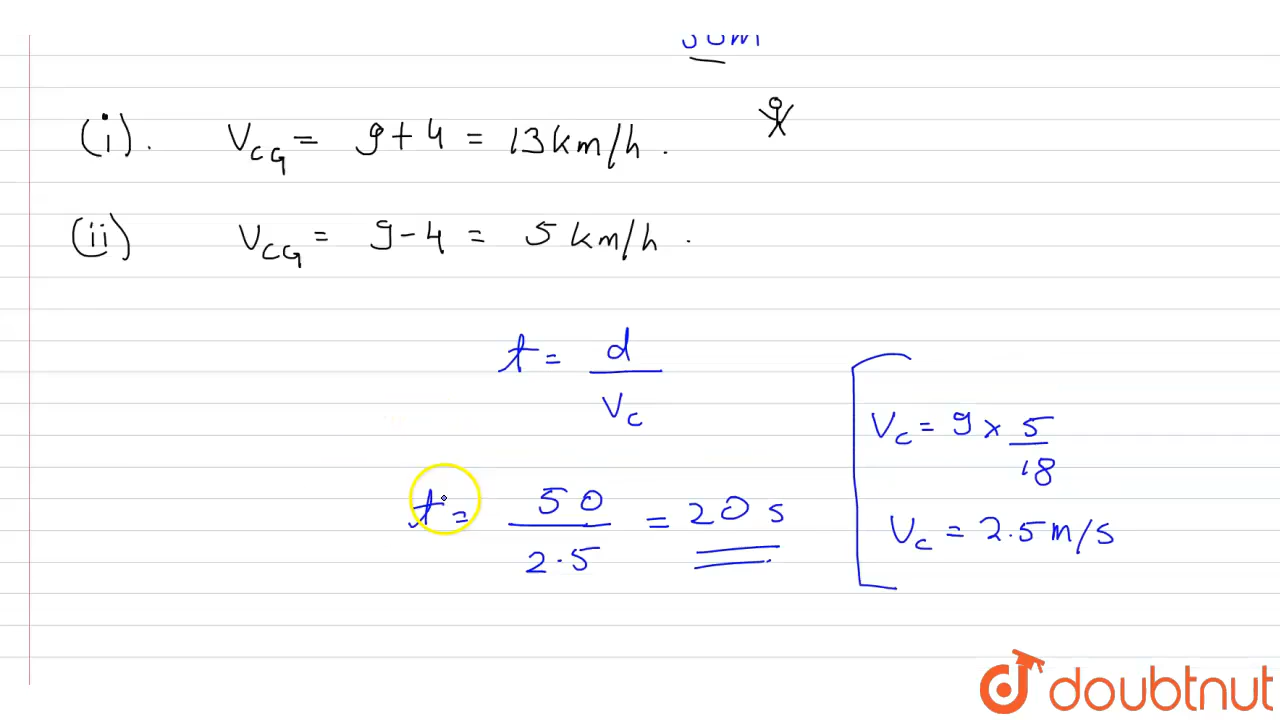 (i). V_CG = 9+4 = 13 km/h.
(ii) V_CG = 9-4 = 5 km/h.
t = d/V_c
V_c = 9 × 5/18
t = 50/2.5 = 20 s
V_c = 2.5 m/s
doubtnut